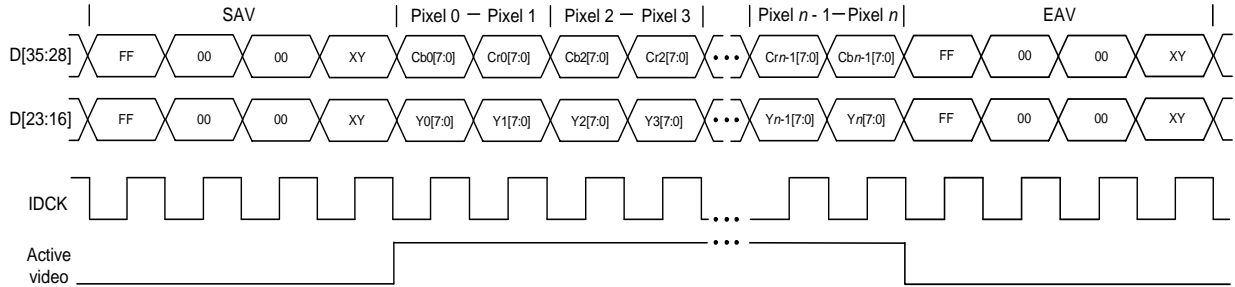 SAV Pixel 0 — Pixel 1 Pixel 2 — Pixel 3 Pixel n - 1—Pixel n EAV
D[35:28] FF 00 00 XY Cb0[7:0] Cr0[7:0] Cb2[7:0] Cr2[7:0] ••• Crn-1[7:0] Cbn-1[7:0] FF 00 00 XY
D[23:16] FF 00 00 XY Y0[7:0] Y1[7:0] Y2[7:0] Y3[7:0] ••• Yn-1[7:0] Yn[7:0] FF 00 00 XY
IDCK •••
Active •••
video